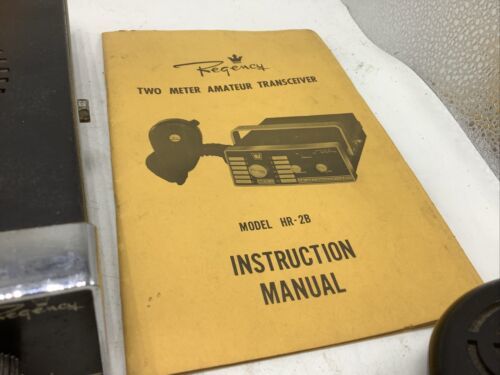 Regency
TWO METER AMATEUR TRANSCEIVER
MODEL HR-2B
INSTRUCTION
MANUAL
Regency